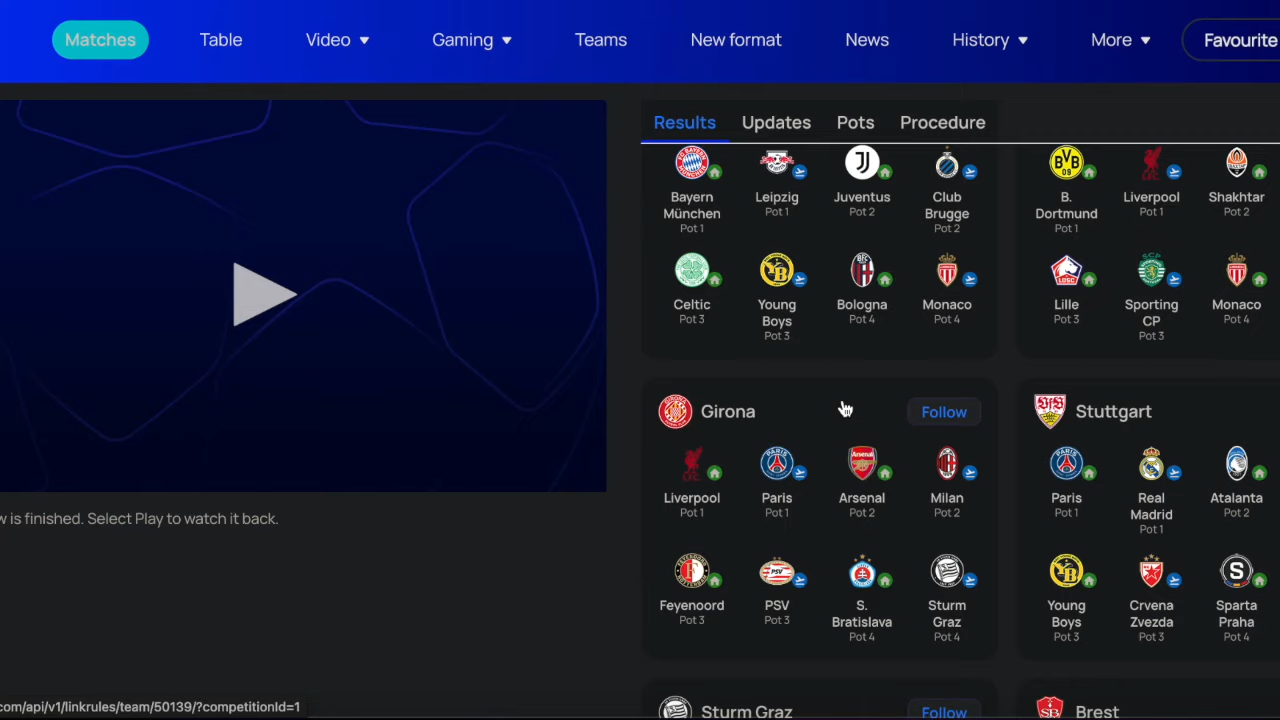 Matches Table Video Gaming Teams New format News History More Favourite
Results Updates Pots Procedure
Bayern München Pot 1
Leipzig Pot 1
Juventus Pot 2
Club Brugge Pot 2
Celtic Pot 3
Young Boys Pot 3
Bologna Pot 4
Monaco Pot 4
B. Dortmund Pot 1
Liverpool Pot 1
Shakhtar Pot 2
Lille Pot 3
Sporting CP Pot 3
Monaco Pot 4
Girona Follow
Liverpool Pot 1
Paris Pot 1
Arsenal Pot 2
Milan Pot 2
Feyenoord Pot 3
PSV Pot 3
S. Bratislava Pot 4
Sturm Graz Pot 4
Stuttgart
Paris Pot 1
Real Madrid Pot 1
Atalanta Pot 2
Young Boys Pot 3
Crvena Zvezda Pot 3
Sparta Praha Pot 4
Sturm Graz Follow
Brest
w is finished. Select Play to watch it back.
com/api/v1/linkrules/team/50139/?competitionId=1